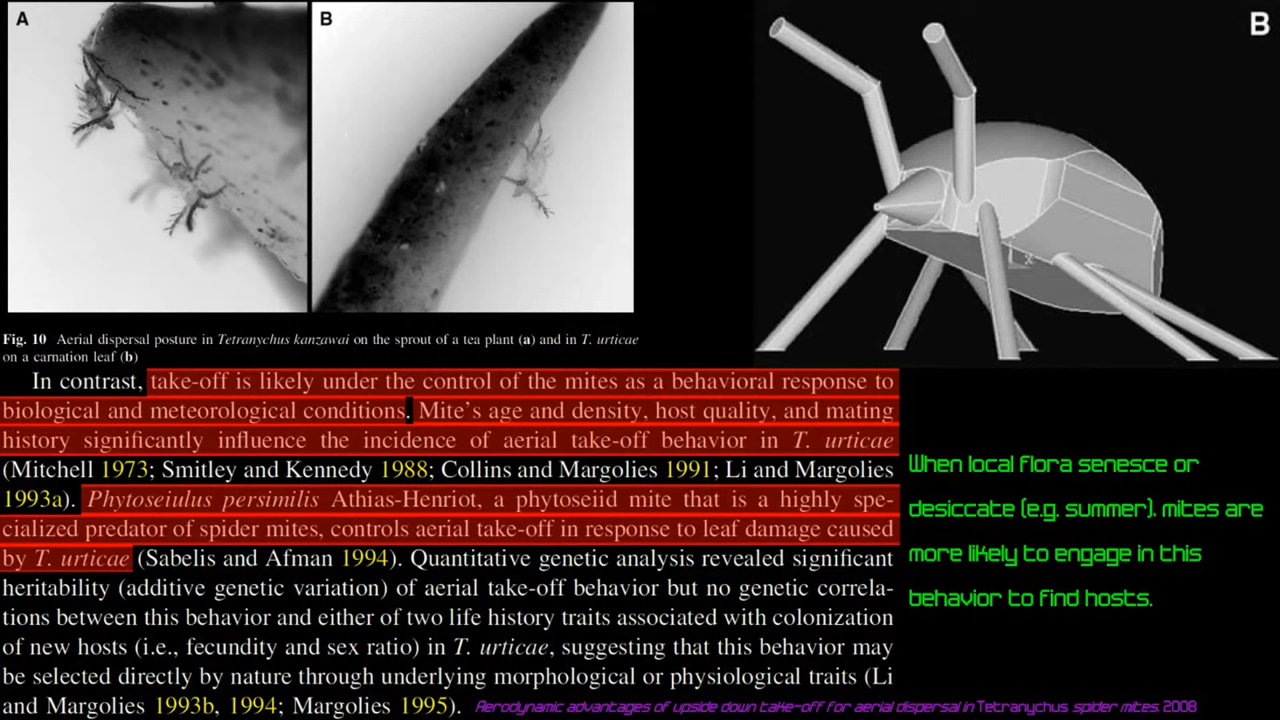 A
B
B
Fig. 10 Aerial dispersal posture in Tetranychus kanzawai on the sprout of a tea plant (a) and in T. urticae
on a carnation leaf (b)
In contrast, take-off is likely under the control of the mites as a behavioral response to
biological and meteorological conditions. Mite's age and density, host quality, and mating
history significantly influence the incidence of aerial take-off behavior in T. urticae
(Mitchell 1973; Smitley and Kennedy 1988; Collins and Margolies 1991; Li and Margolies
1993a). Phytoseiulus persimilis Athias-Henriot, a phytoseiid mite that is a highly spe-
cialized predator of spider mites, controls aerial take-off in response to leaf damage caused
by T. urticae (Sabelis and Afman 1994). Quantitative genetic analysis revealed significant
heritability (additive genetic variation) of aerial take-off behavior but no genetic correla-
tions between this behavior and either of two life history traits associated with colonization
of new hosts (i.e., fecundity and sex ratio) in T. urticae, suggesting that this behavior may
be selected directly by nature through underlying morphological or physiological traits (Li
and Margolies 1993b, 1994; Margolies 1995).
When local flora senesce or
desiccate (e.g. summer), mites are
more likely to engage in this
behavior to find hosts.
Aerodynamic advantages of upside down take-off for aerial dispersal in Tetranychus spider mites 2008